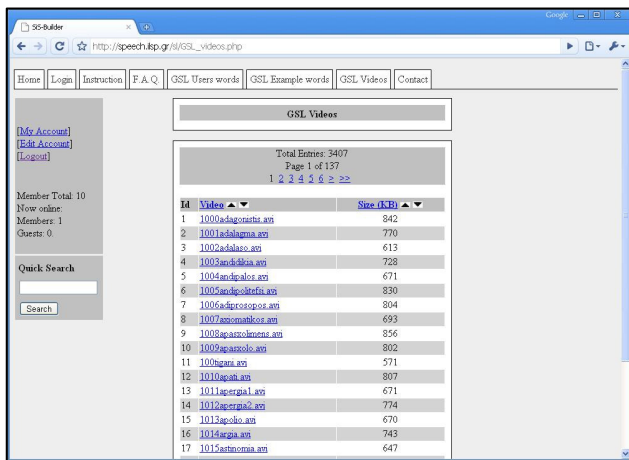 Google
SiS-Builder
http://speech.ilsp.gr/sl/GSL_videos.php
Home Login Instruction F.A.Q. GSL Users words GSL Example words GSL Videos Contact
[My Account]
[Edit Account]
[Logout]
Member Total: 10
Now online:
Members: 1
Guests: 0.
Quick Search
Search
GSL Videos
Total Entries: 3407
Page 1 of 137
1 2 3 4 5 6 > >>
Id Video ▲ ▼ Size (KB) ▲ ▼
1 1000adagonistis.avi 842
2 1001adalagma.avi 770
3 1002adalaso.avi 613
4 1003andidikia.avi 728
5 1004andipalos.avi 671
6 1005andipolitefsi.avi 830
7 1006adiprosopos.avi 804
8 1007axiomatikos.avi 693
9 1008apasxolimens.avi 856
10 1009apasxolo.avi 802
11 100tigani.avi 571
12 1010apati.avi 807
13 1011apergia1.avi 671
14 1012apergia2.avi 774
15 1013apolio.avi 670
16 1014argia.avi 743
17 1015astinomia.avi 647